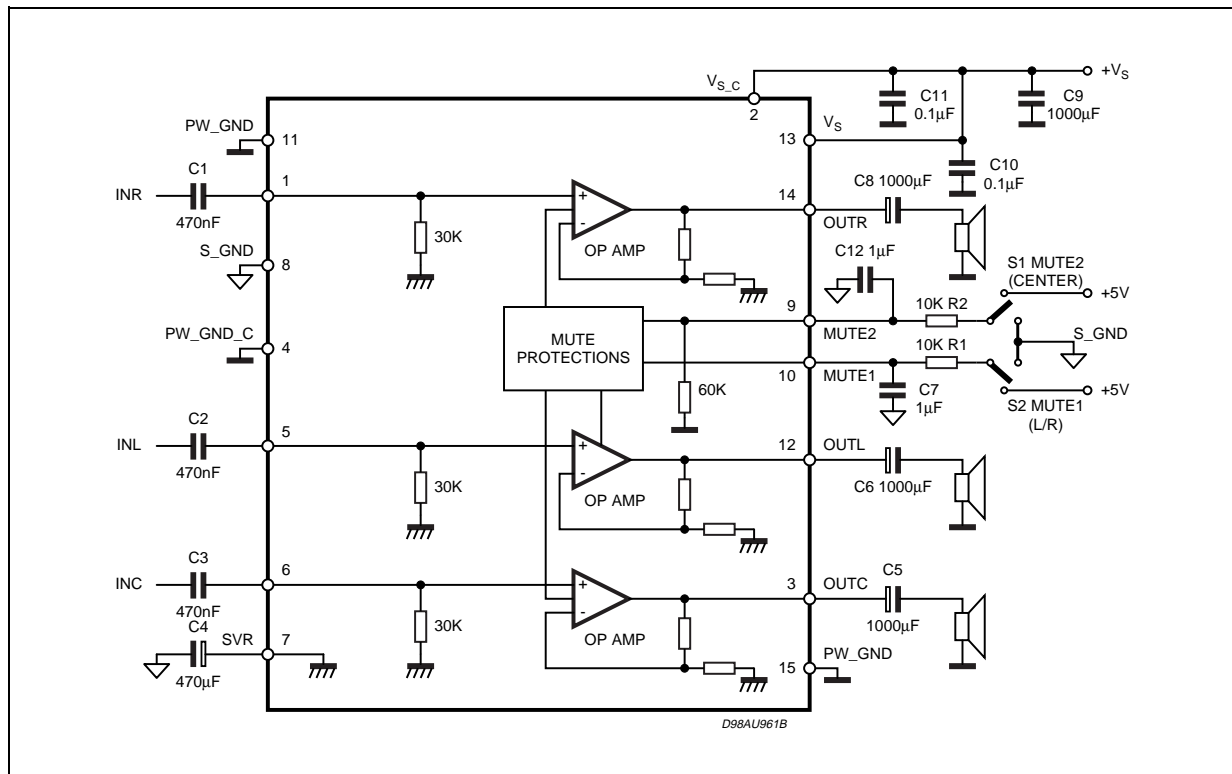 +VS
VS_C
2
C11
0.1µF
C9
1000µF
PW_GND
11
VS
13
C10
0.1µF
C1
INR
470nF
1
30K
+
-
OP AMP
14
C8 1000µF
OUTR
S_GND
8
C12 1µF
S1 MUTE2
(CENTER)
+5V
9
MUTE2
10K R2
S_GND
MUTE
PROTECTIONS
PW_GND_C
4
60K
10
MUTE1
10K R1
C7
1µF
+5V
S2 MUTE1
(L/R)
C2
INL
470nF
5
30K
+
-
OP AMP
12
OUTL
C6 1000µF
C3
INC
470nF
6
30K
+
-
OP AMP
3
OUTC
C5
1000µF
C4
470µF
SVR
7
15
PW_GND
D98AU961B